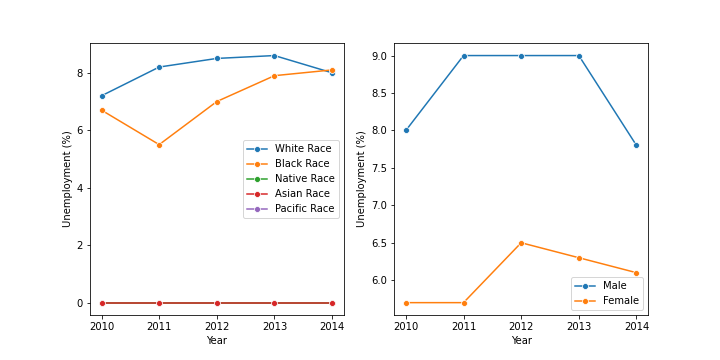 8
6
4
2
0
Unemployment (%)
2010 2011 2012 2013 2014
Year
White Race
Black Race
Native Race
Asian Race
Pacific Race
9.0
8.5
8.0
7.5
7.0
6.5
6.0
Unemployment (%)
2010 2011 2012 2013 2014
Year
Male
Female